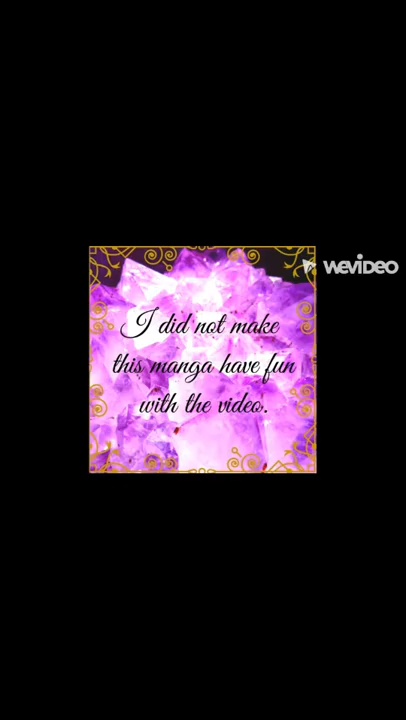 WeVIDEO
I did not make
this manga have fun
with the video.